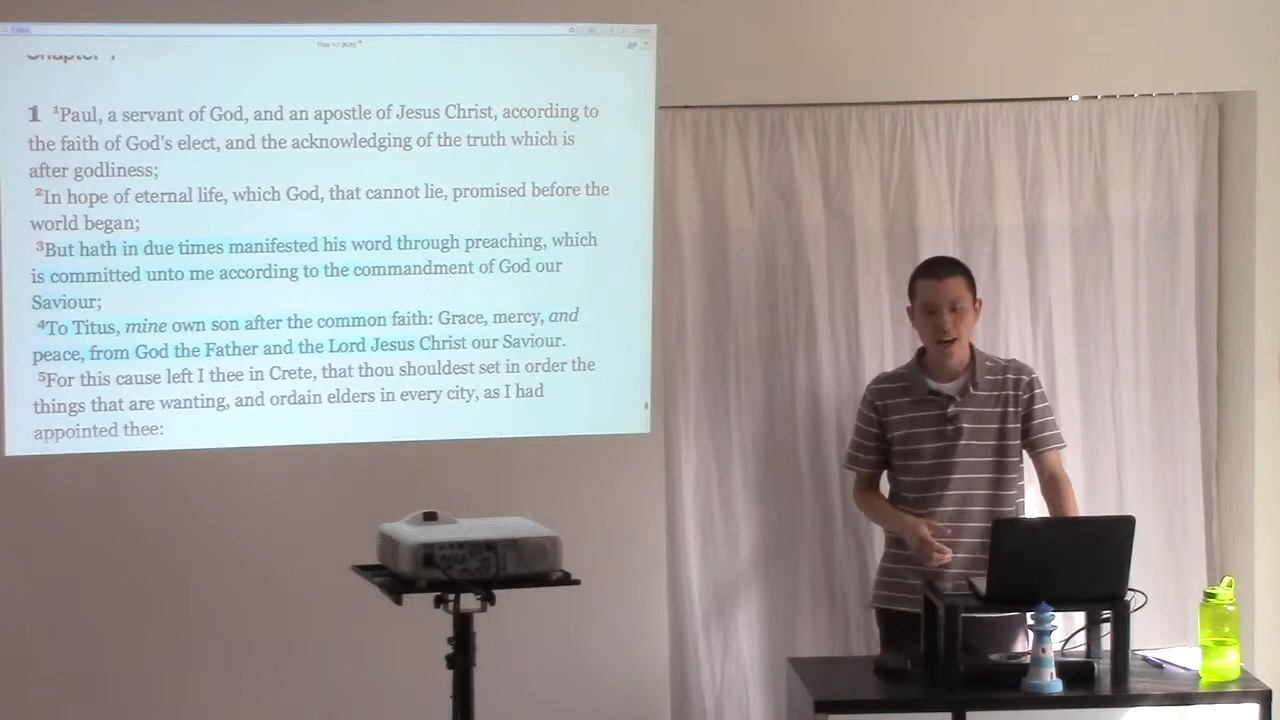 Titus 1:1 (KJV)
Chapter 1
1 ¹Paul, a servant of God, and an apostle of Jesus Christ, according to
the faith of God's elect, and the acknowledging of the truth which is
after godliness;
²In hope of eternal life, which God, that cannot lie, promised before the
world began;
³But hath in due times manifested his word through preaching, which
is committed unto me according to the commandment of God our
Saviour;
⁴To Titus, mine own son after the common faith: Grace, mercy, and
peace, from God the Father and the Lord Jesus Christ our Saviour.
⁵For this cause left I thee in Crete, that thou shouldest set in order the
things that are wanting, and ordain elders in every city, as I had
appointed thee: